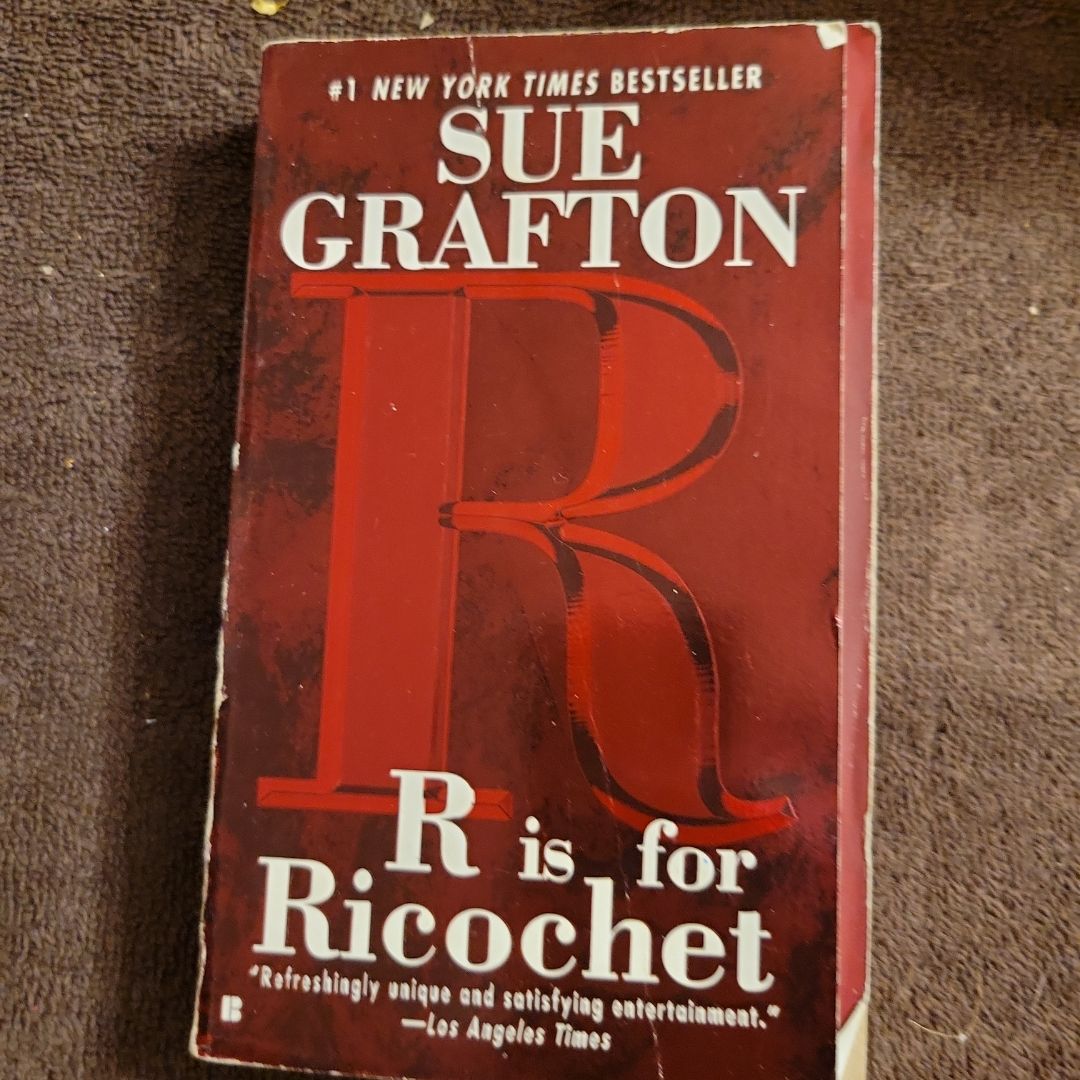 #1 NEW YORK TIMES BESTSELLER
SUE
GRAFTON
R
R is for
Ricochet
"Refreshingly unique and satisfying entertainment."
—Los Angeles Times
B